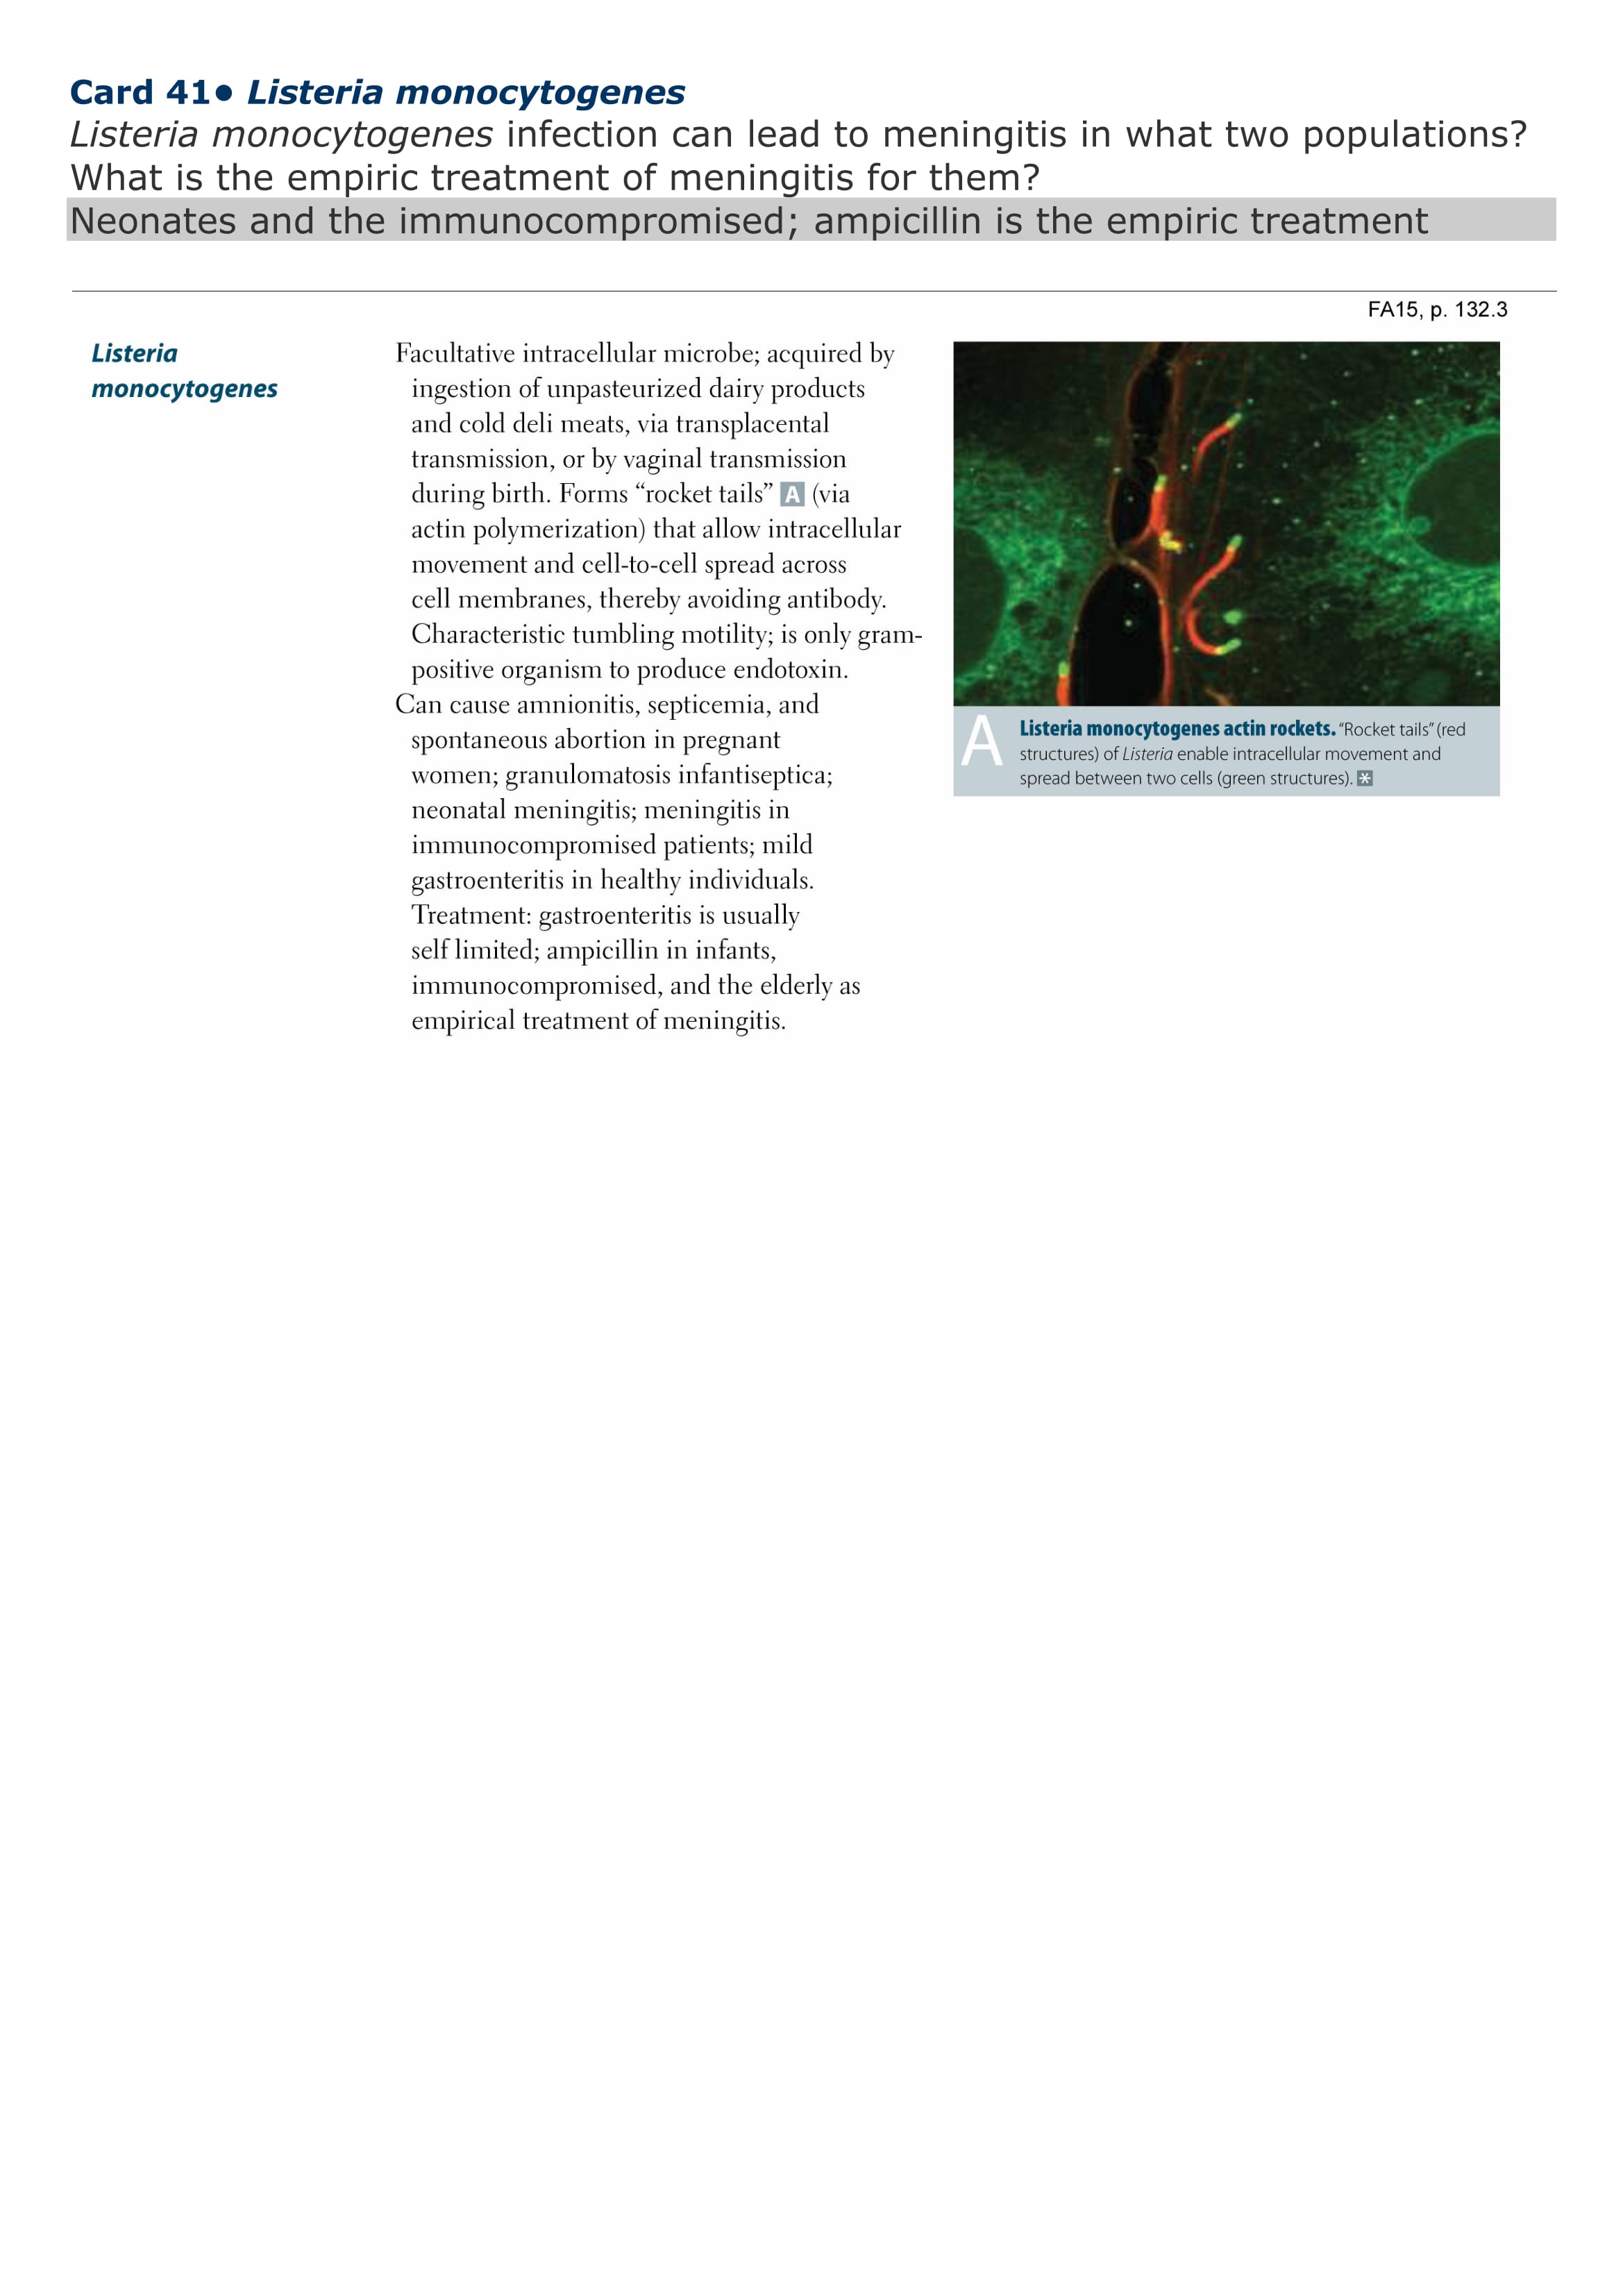 Card 41• Listeria monocytogenes
Listeria monocytogenes infection can lead to meningitis in what two populations?
What is the empiric treatment of meningitis for them?
Neonates and the immunocompromised; ampicillin is the empiric treatment
FA15, p. 132.3
Listeria
monocytogenes
Facultative intracellular microbe; acquired by
ingestion of unpasteurized dairy products
and cold deli meats, via transplacental
transmission, or by vaginal transmission
during birth. Forms “rocket tails” A (via
actin polymerization) that allow intracellular
movement and cell-to-cell spread across
cell membranes, thereby avoiding antibody.
Characteristic tumbling motility; is only gram-
positive organism to produce endotoxin.
Can cause amnionitis, septicemia, and
spontaneous abortion in pregnant
women; granulomatosis infantiseptica;
neonatal meningitis; meningitis in
immunocompromised patients; mild
gastroenteritis in healthy individuals.
Treatment: gastroenteritis is usually
self limited; ampicillin in infants,
immunocompromised, and the elderly as
empirical treatment of meningitis.
A
Listeria monocytogenes actin rockets. “Rocket tails” (red
structures) of Listeria enable intracellular movement and
spread between two cells (green structures). *